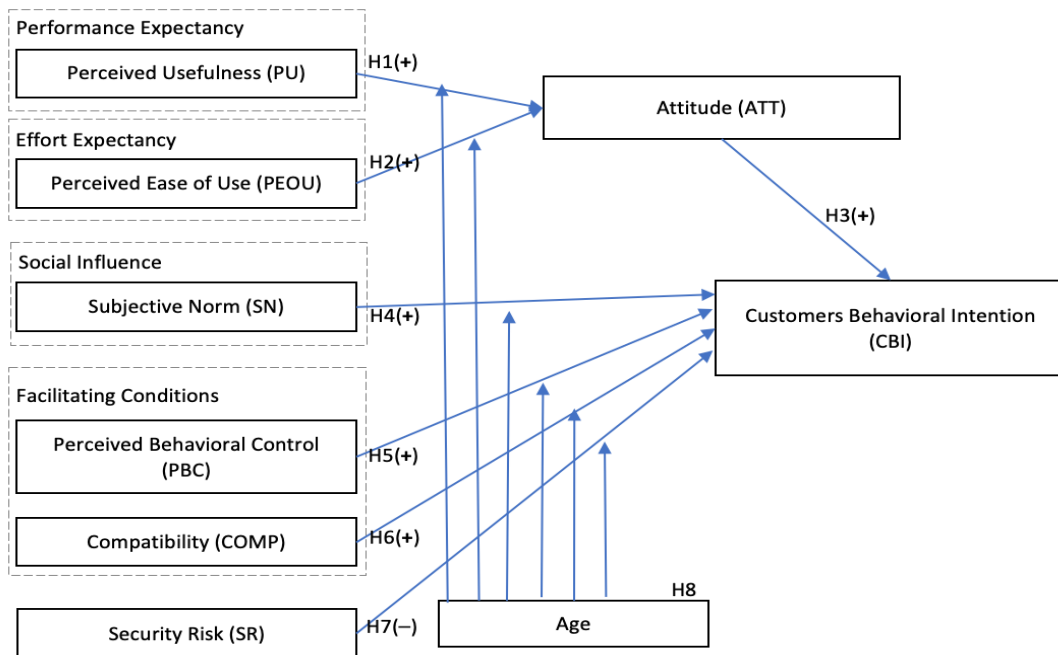 Performance Expectancy
Perceived Usefulness (PU)
H1(+)
Attitude (ATT)
Effort Expectancy
Perceived Ease of Use (PEOU)
H2(+)
H3(+)
Social Influence
Subjective Norm (SN)
H4(+)
Customers Behavioral Intention
(CBI)
Facilitating Conditions
Perceived Behavioral Control
(PBC)
H5(+)
Compatibility (COMP)
H6(+)
Security Risk (SR)
H7(–)
H8
Age